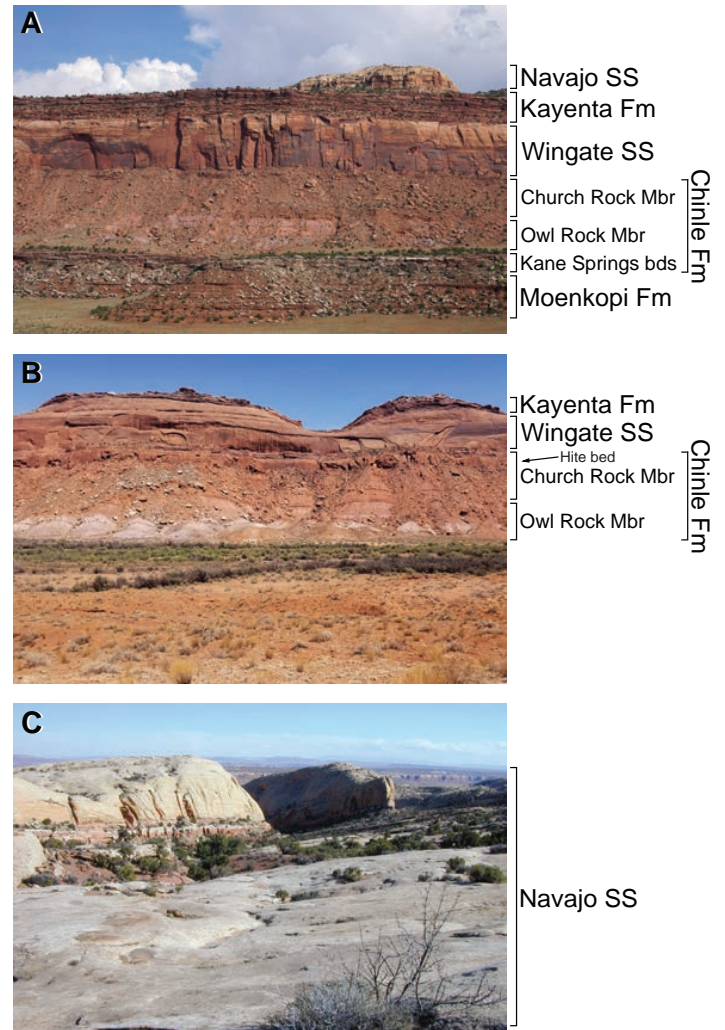 A
Navajo SS
Kayenta Fm
Wingate SS
Church Rock Mbr
Owl Rock Mbr
Kane Springs bds
Chinle Fm
Moenkopi Fm
B
Kayenta Fm
Wingate SS
Hite bed
Church Rock Mbr
Owl Rock Mbr
Chinle Fm
C
Navajo SS